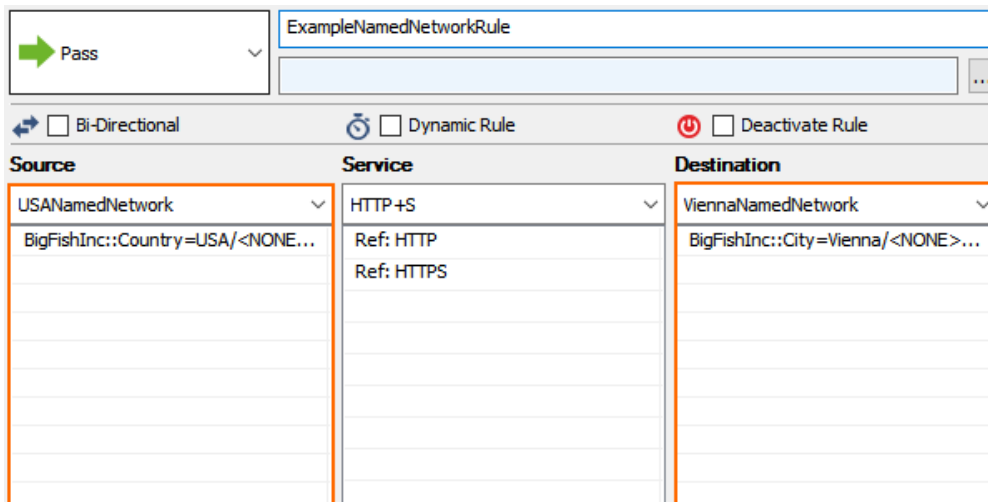 Pass
ExampleNamedNetworkRule
...
Bi-Directional Dynamic Rule Deactivate Rule
Source Service Destination
USANamedNetwork HTTP+S ViennaNamedNetwork
BigFishInc::Country=USA/<NONE... Ref: HTTP BigFishInc::City=Vienna/<NONE>...
Ref: HTTPS